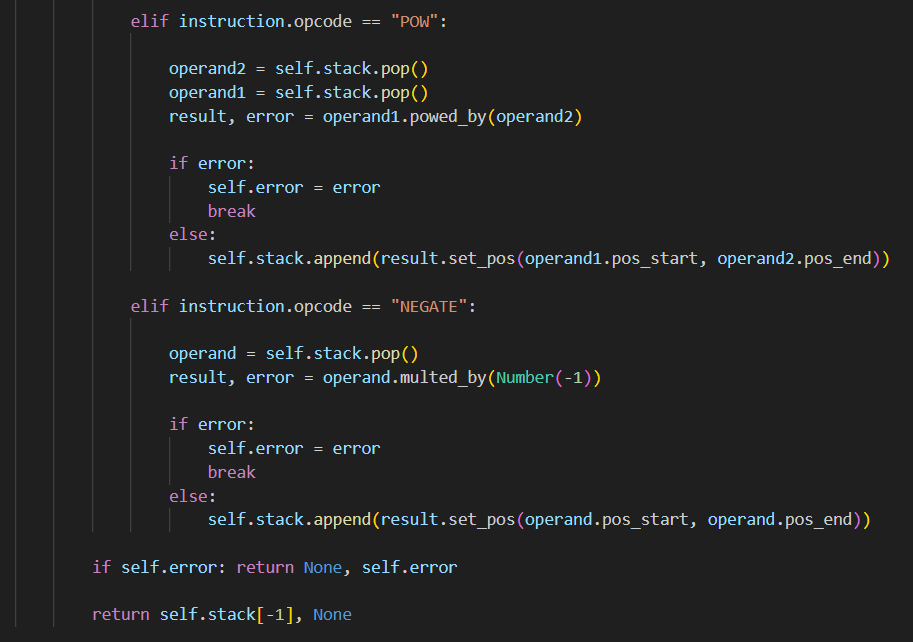 elif instruction.opcode == "POW":
operand2 = self.stack.pop()
operand1 = self.stack.pop()
result, error = operand1.powed_by(operand2)
if error:
self.error = error
break
else:
self.stack.append(result.set_pos(operand1.pos_start, operand2.pos_end))
elif instruction.opcode == "NEGATE":
operand = self.stack.pop()
result, error = operand.multed_by(Number(-1))
if error:
self.error = error
break
else:
self.stack.append(result.set_pos(operand.pos_start, operand.pos_end))
if self.error: return None, self.error
return self.stack[-1], None